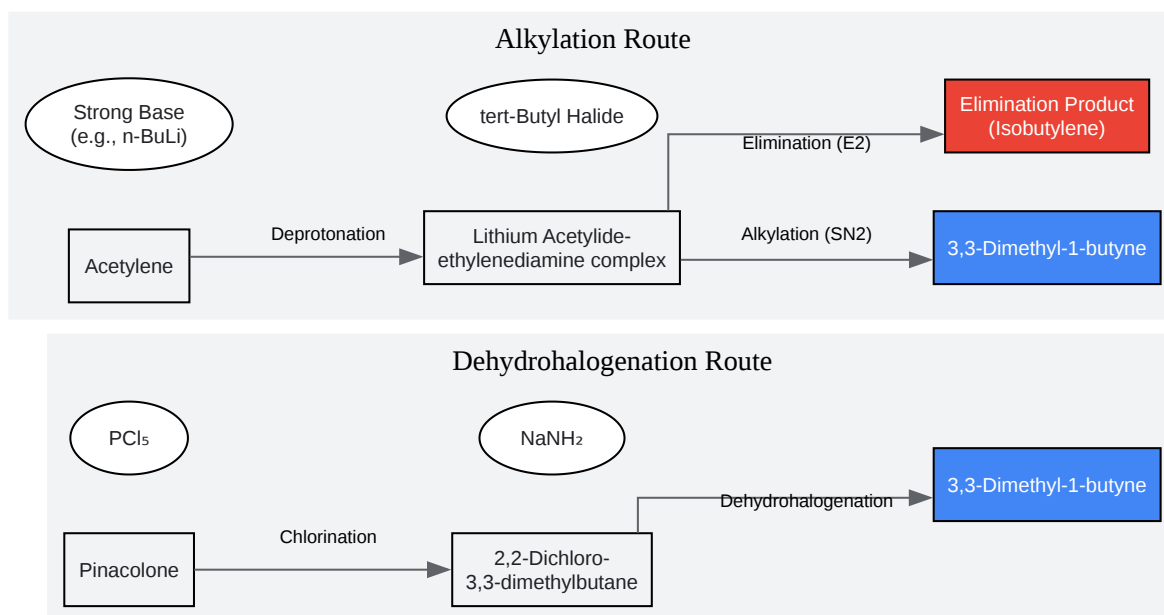 Alkylation Route
Strong Base
(e.g., n-BuLi)
tert-Butyl Halide
Elimination Product
(Isobutylene)
Elimination (E2)
Acetylene
Deprotonation
Lithium Acetylide-
ethylenediamine complex
Alkylation (SN2)
3,3-Dimethyl-1-butyne
Dehydrohalogenation Route
PCl₅
NaNH₂
3,3-Dimethyl-1-butyne
Dehydrohalogenation
Pinacolone
Chlorination
2,2-Dichloro-
3,3-dimethylbutane